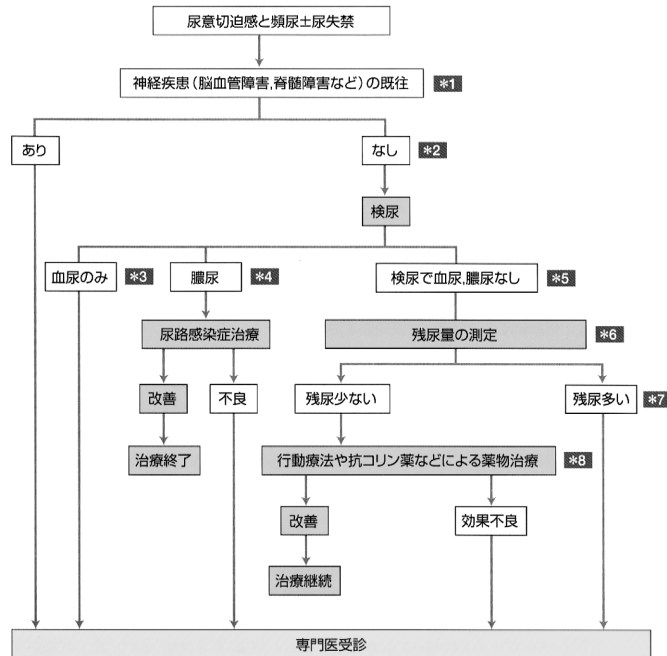 尿意切迫感と頻尿±尿失禁
神経疾患(脳血管障害,脊髄障害など)の既往 *1
あり
なし *2
検尿
血尿のみ *3
膿尿 *4
検尿で血尿,膿尿なし *5
尿路感染症治療
残尿量の測定 *6
改善
不良
残尿少ない
残尿多い *7
治療終了
行動療法や抗コリン薬などによる薬物治療 *8
改善
効果不良
治療継続
専門医受診